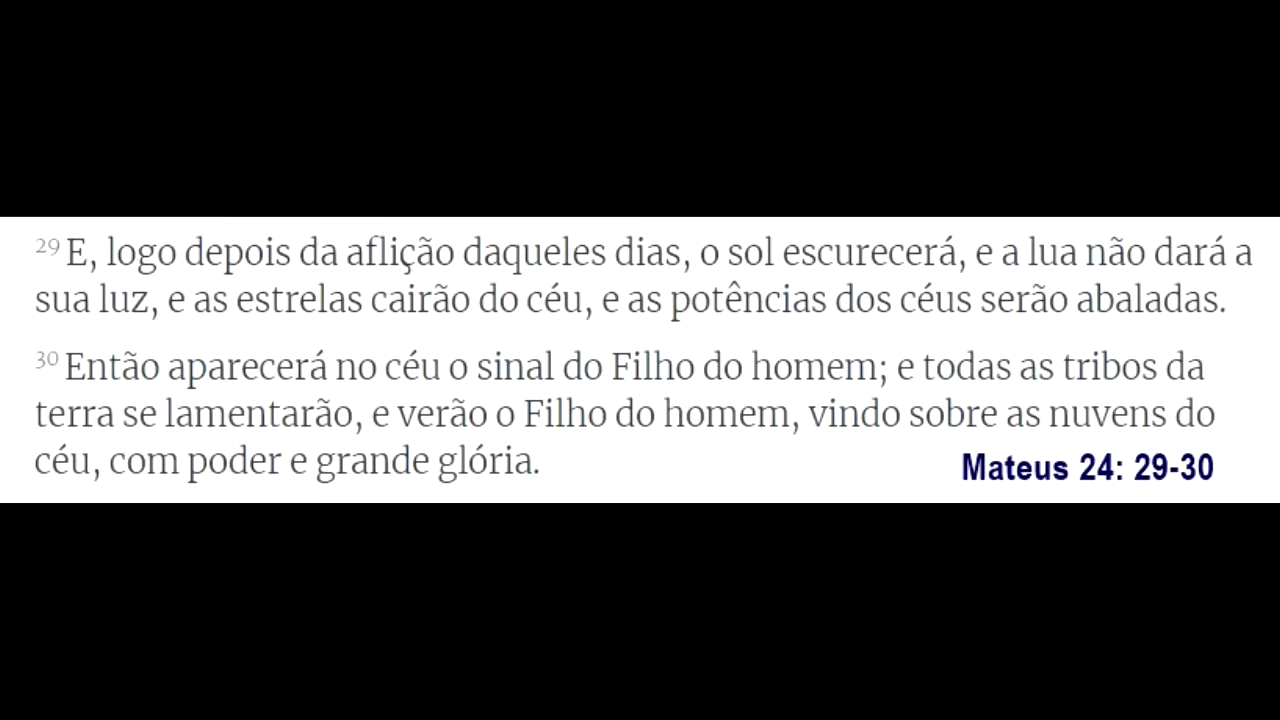 29 E, logo depois da aflição daqueles dias, o sol escurecerá, e a lua não dará a
sua luz, e as estrelas cairão do céu, e as potências dos céus serão abaladas.
30 Então aparecerá no céu o sinal do Filho do homem; e todas as tribos da
terra se lamentarão, e verão o Filho do homem, vindo sobre as nuvens do
céu, com poder e grande glória.
Mateus 24: 29-30